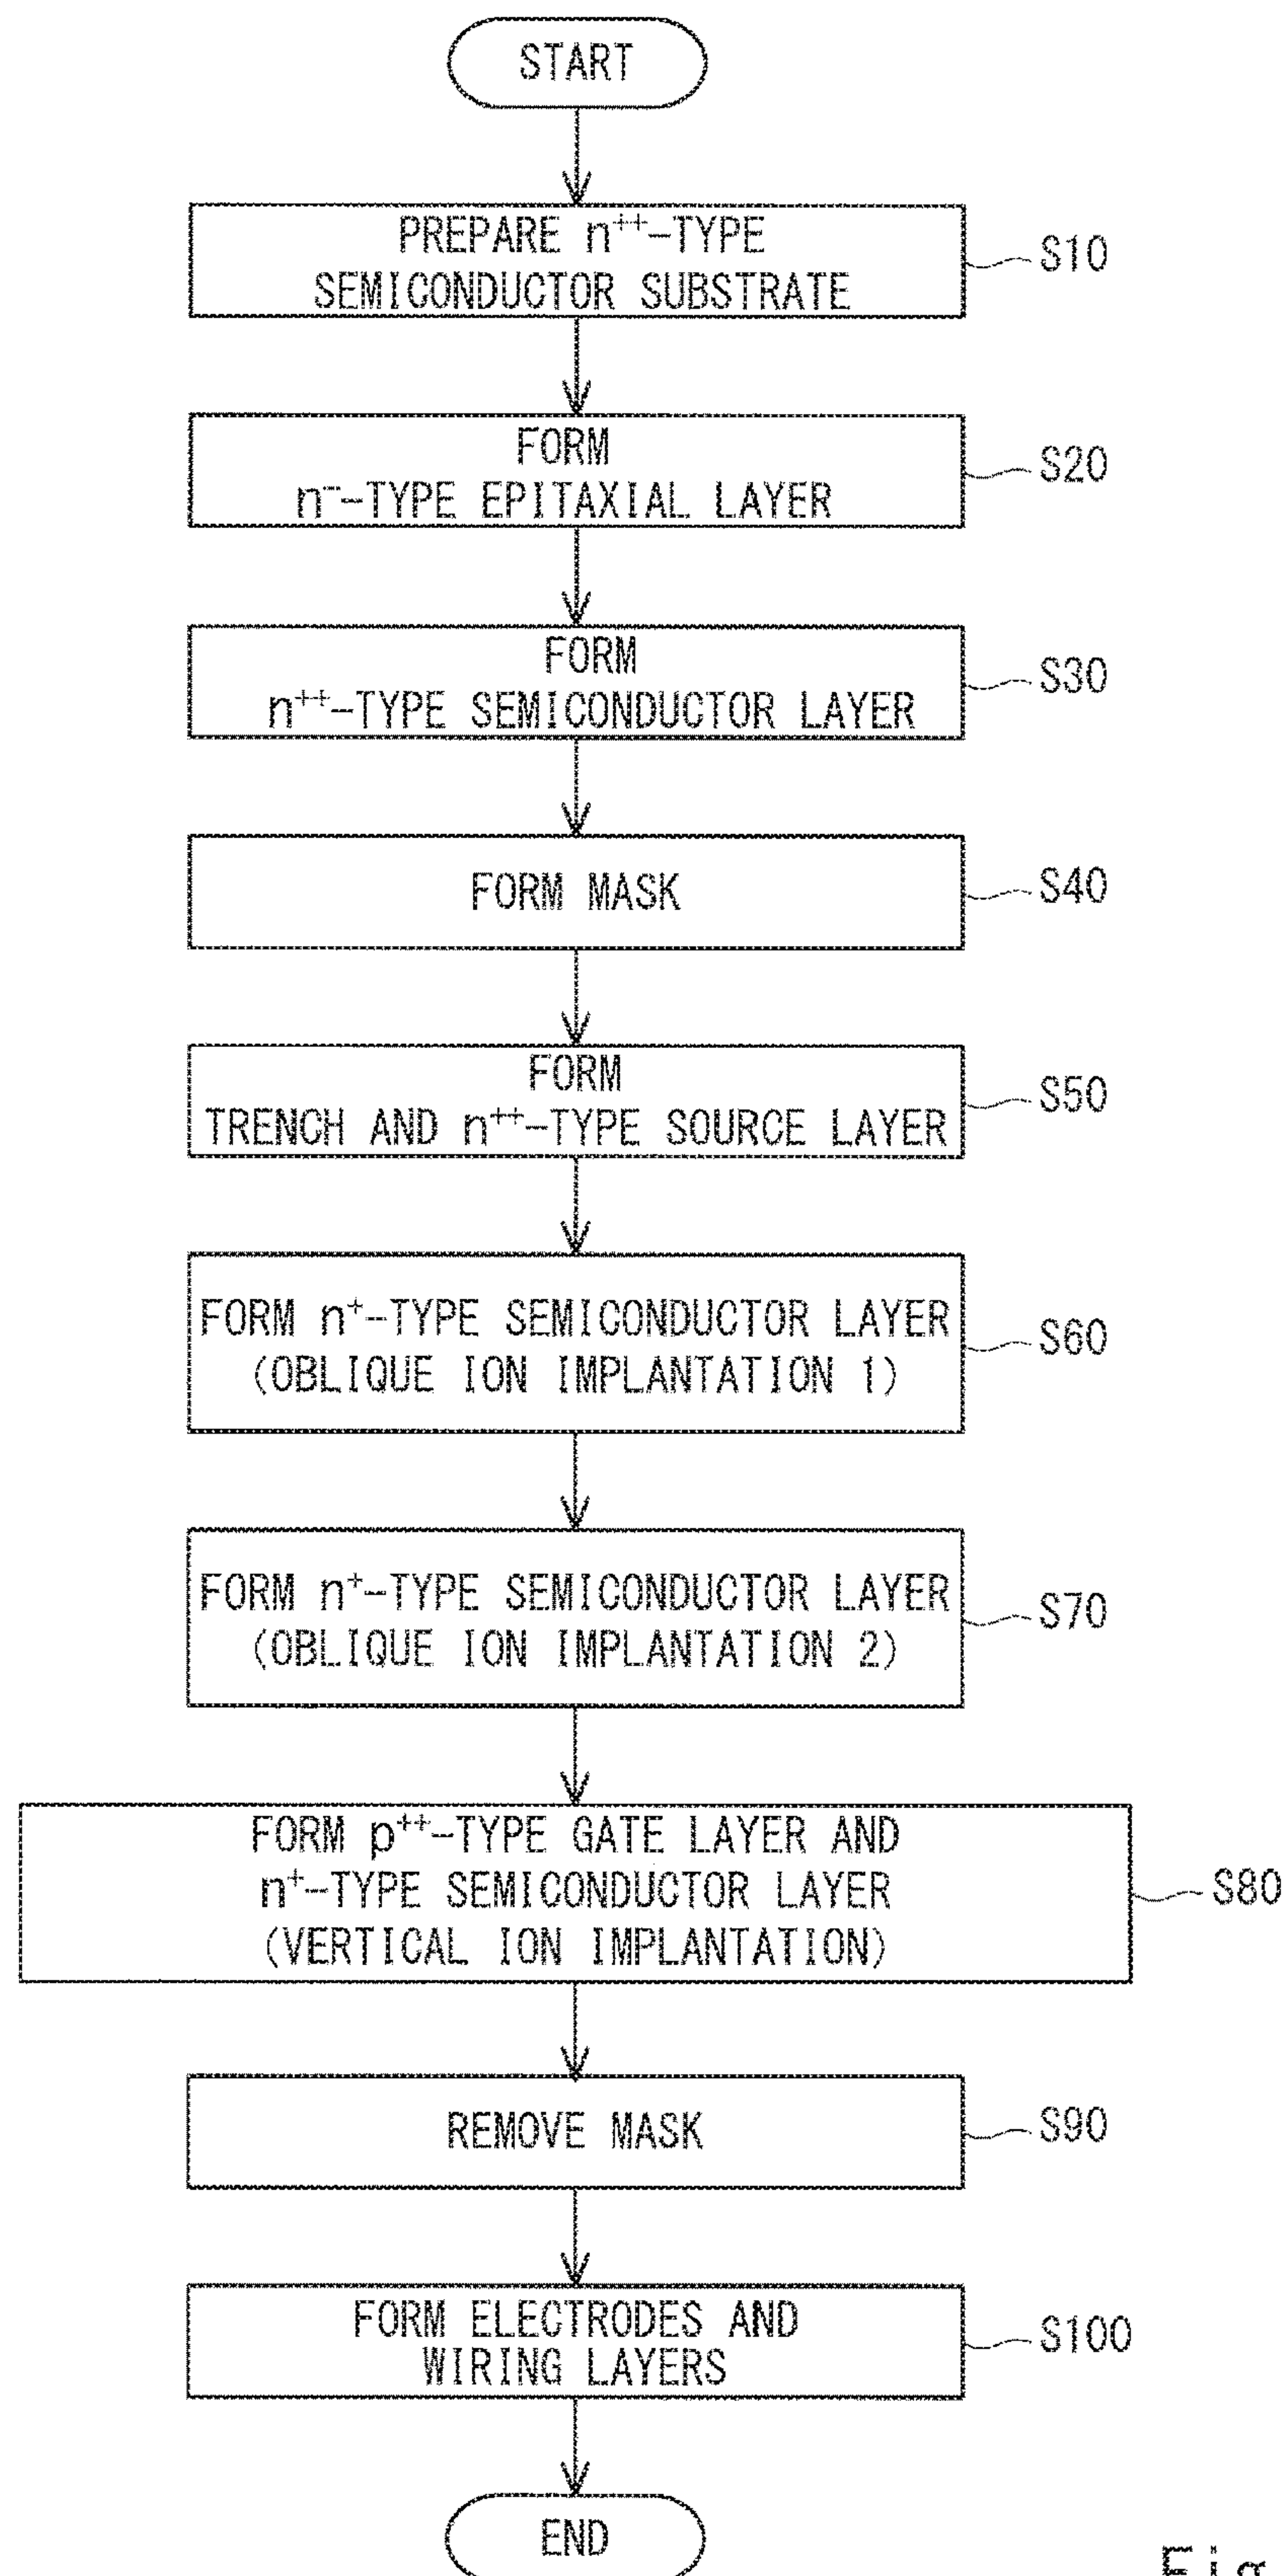 START
PREPARE n++-TYPE
SEMICONDUCTOR SUBSTRATE
S10
FORM
n--TYPE EPITAXIAL LAYER
S20
FORM
n++-TYPE SEMICONDUCTOR LAYER
S30
FORM MASK
S40
FORM
TRENCH AND n++-TYPE SOURCE LAYER
S50
FORM n+-TYPE SEMICONDUCTOR LAYER
(OBLIQUE ION IMPLANTATION 1)
S60
FORM n+-TYPE SEMICONDUCTOR LAYER
(OBLIQUE ION IMPLANTATION 2)
S70
FORM p++-TYPE GATE LAYER AND
n+-TYPE SEMICONDUCTOR LAYER
(VERTICAL ION IMPLANTATION)
S80
REMOVE MASK
S90
FORM ELECTRODES AND
WIRING LAYERS
S100
END